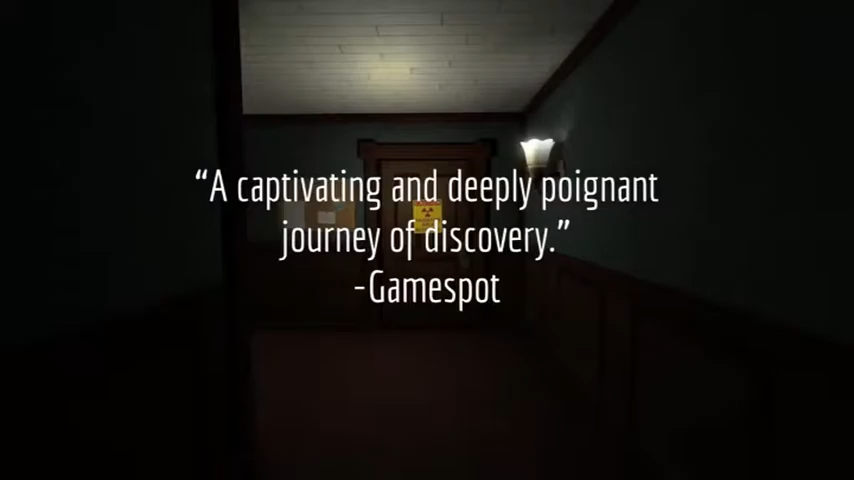 “A captivating and deeply poignant
journey of discovery.”
-Gamespot